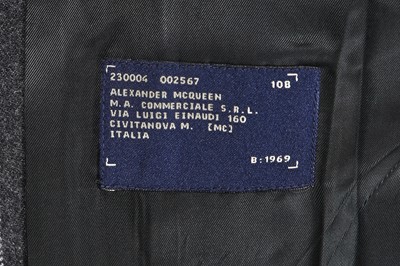 230004 002567 10B
ALEXANDER MCQUEEN
M.A. COMMERCIALE S.R.L.
VIA LUIGI EINAUDI 160
CIVITANOVA M. [MC]
ITALIA
B:1969